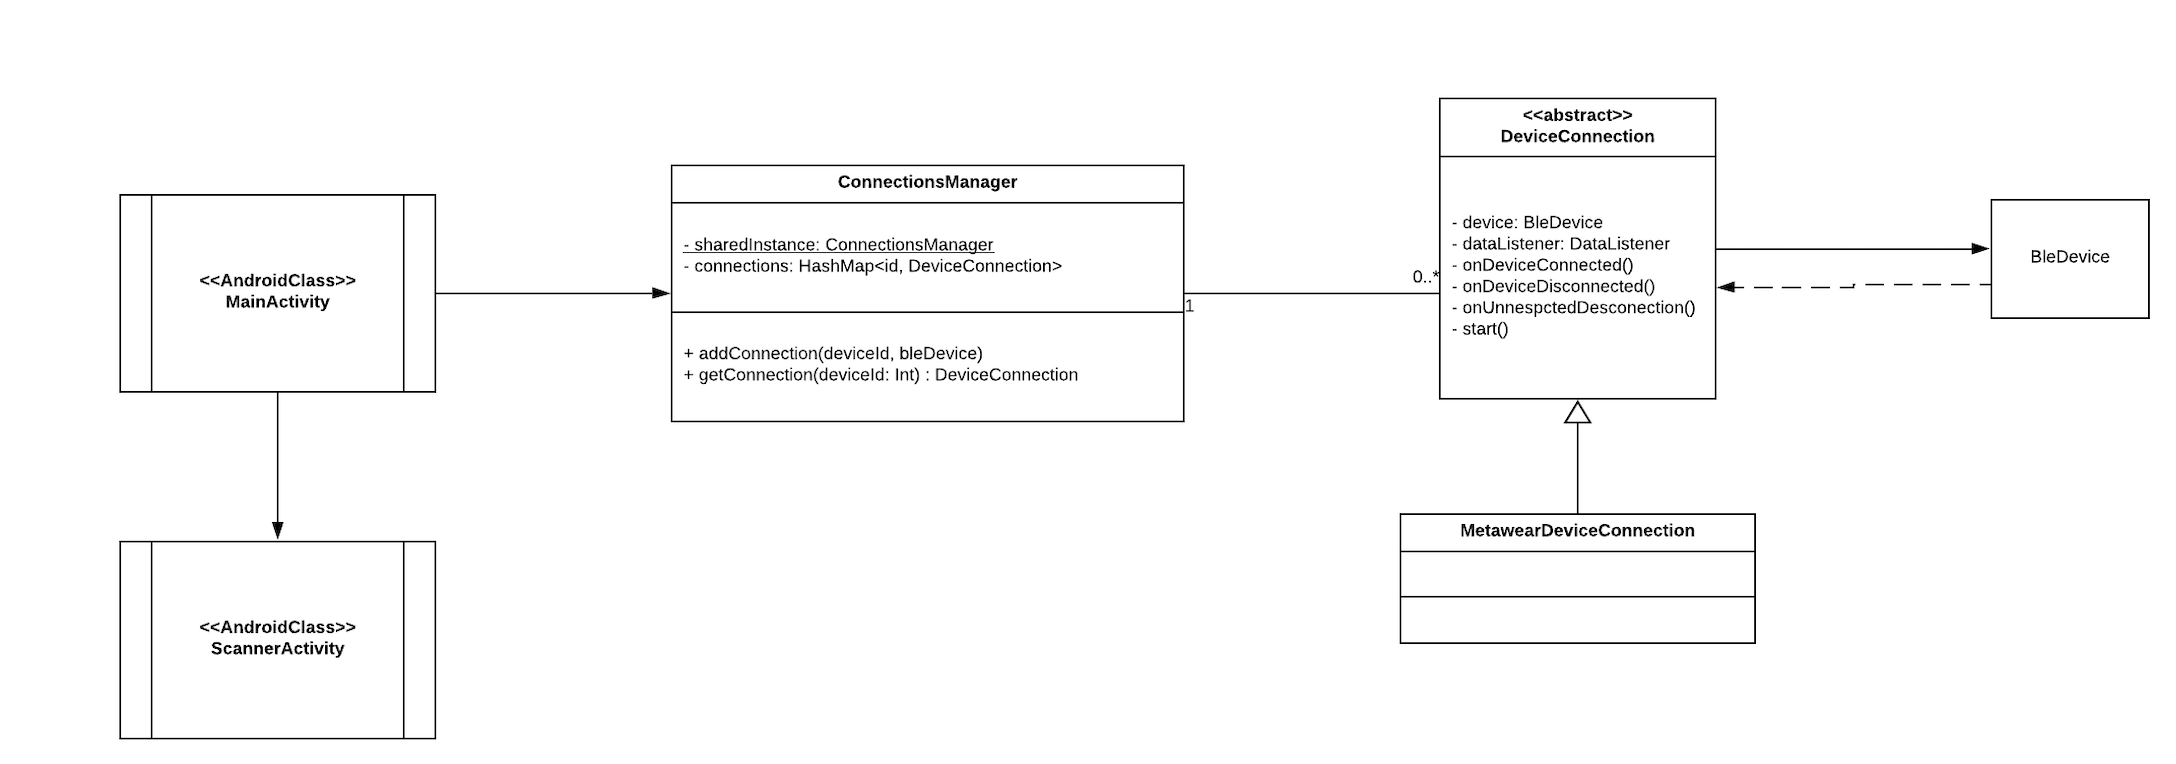 <<AndroidClass>>
MainActivity
<<AndroidClass>>
ScannerActivity
ConnectionsManager
- sharedInstance: ConnectionsManager
- connections: HashMap<id, DeviceConnection>
+ addConnection(deviceId, bleDevice)
+ getConnection(deviceId: Int) : DeviceConnection
1
0..*
<<abstract>>
DeviceConnection
- device: BleDevice
- dataListener: DataListener
- onDeviceConnected()
- onDeviceDisconnected()
- onUnnespctedDesconection()
- start()
MetawearDeviceConnection
BleDevice